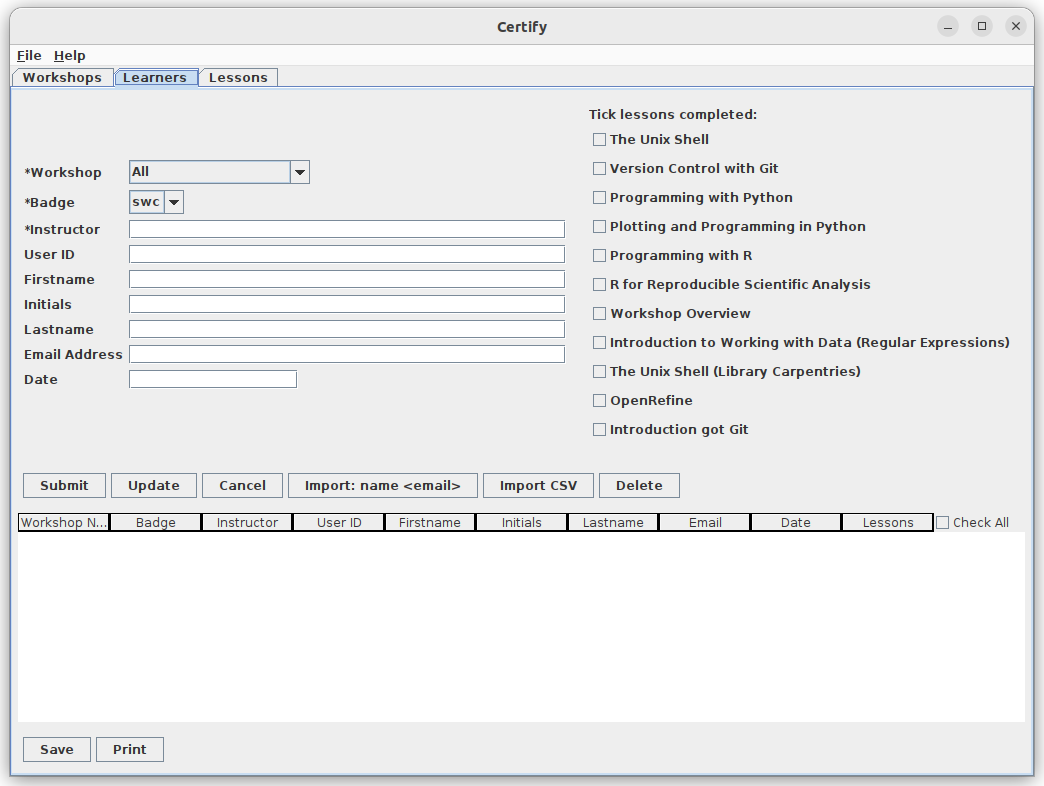 Certify
File Help
Workshops Learners Lessons
Tick lessons completed:
The Unix Shell
Version Control with Git
Programming with Python
Plotting and Programming in Python
Programming with R
R for Reproducible Scientific Analysis
Workshop Overview
Introduction to Working with Data (Regular Expressions)
The Unix Shell (Library Carpentries)
OpenRefine
Introduction got Git
*Workshop All
*Badge swc
*Instructor
User ID
Firstname
Initials
Lastname
Email Address
Date
Submit Update Cancel Import: name <email> Import CSV Delete
Workshop N... Badge Instructor User ID Firstname Initials Lastname Email Date Lessons Check All
Save Print